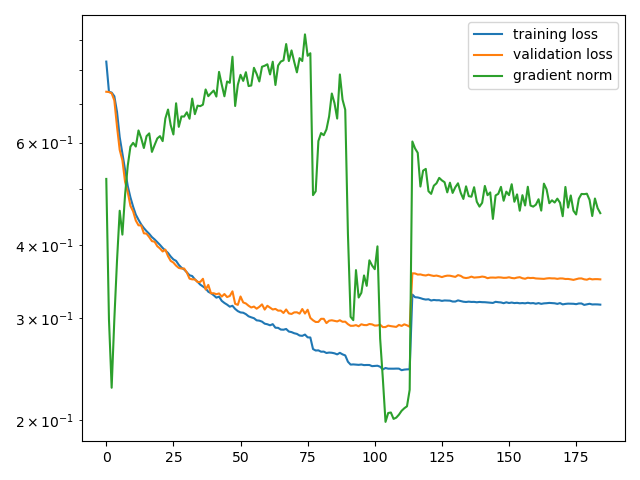 training loss
validation loss
gradient norm
6 × 10⁻¹
4 × 10⁻¹
3 × 10⁻¹
2 × 10⁻¹
0 25 50 75 100 125 150 175